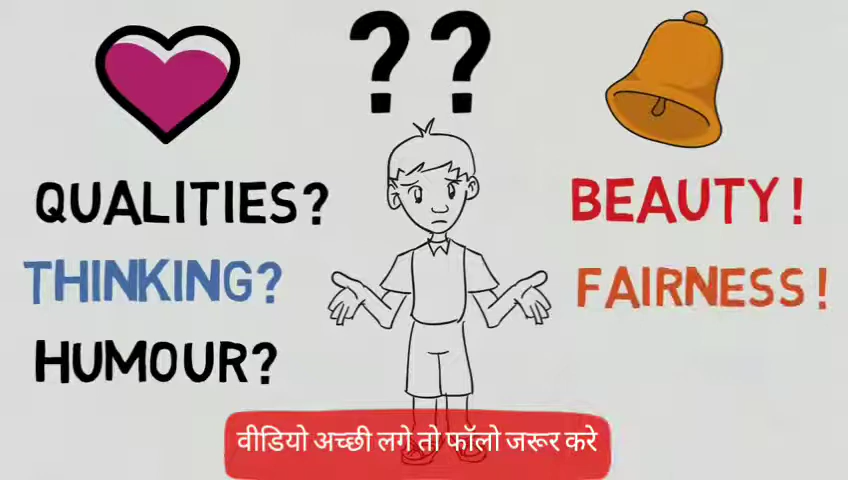 ??
QUALITIES?
THINKING?
HUMOUR?
BEAUTY!
FAIRNESS!
वीडियो अच्छी लगे तो फॉलो जरूर करे